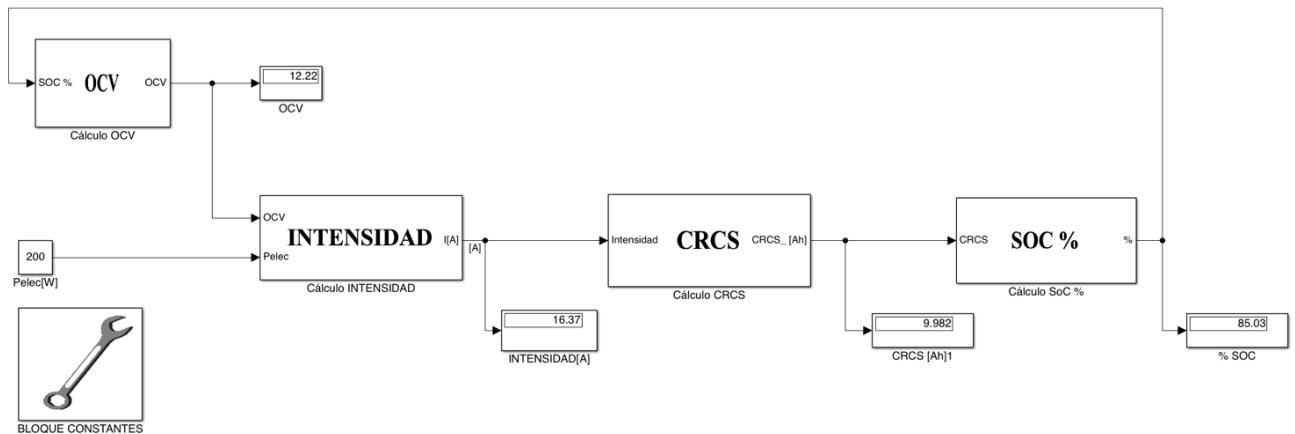 SOC %
OCV
OCV
Cálculo OCV
12.22
OCV
OCV
Pelec
INTENSIDAD
I[A]
Cálculo INTENSIDAD
[A]
200
Pelec[W]
Intensidad
CRCS
CRCS_ [Ah]
Cálculo CRCS
CRCS
SOC %
%
Cálculo SoC %
16.37
INTENSIDAD[A]
9.982
CRCS [Ah]1
85.03
% SOC
BLOQUE CONSTANTES